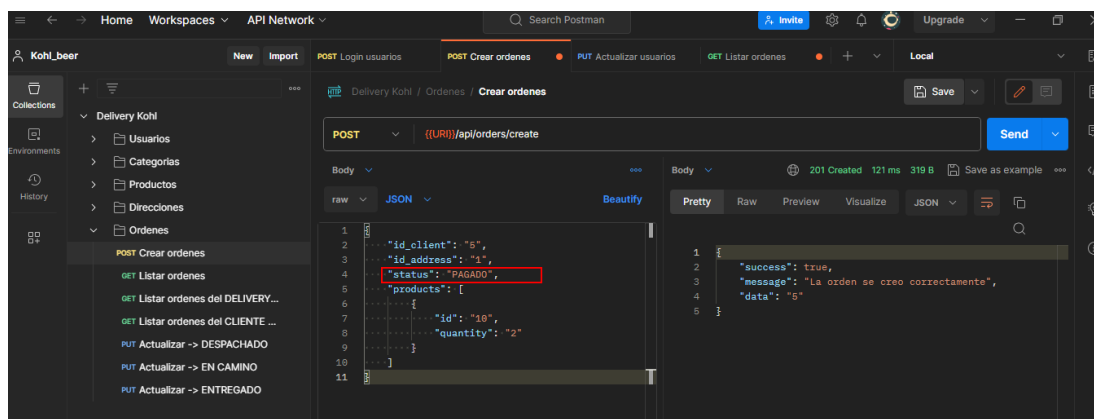 Home Workspaces API Network Search Postman Invite Upgrade
Kohl_beer New Import POST Login usuarios POST Crear ordenes PUT Actualizar usuarios GET Listar ordenes Local
Collections
Environments
History
Delivery Kohl
Usuarios
Categorias
Productos
Direcciones
Ordenes
POST Crear ordenes
GET Listar ordenes
GET Listar ordenes del DELIVERY...
GET Listar ordenes del CLIENTE ...
PUT Actualizar -> DESPACHADO
PUT Actualizar -> EN CAMINO
PUT Actualizar -> ENTREGADO
HTTP Delivery Kohl / Ordenes / Crear ordenes Save
POST {{URI}}/api/orders/create Send
Body
raw JSON Beautify
1 {
2 "id_client": "5",
3 "id_address": "1",
4 "status": "PAGADO",
5 "products": [
6 {
7 "id": "10",
8 "quantity": "2"
9 }
10 ]
11 }
Body 201 Created 121 ms 319 B Save as example
Pretty Raw Preview Visualize JSON
1 {
2 "success": true,
3 "message": "La orden se creo correctamente",
4 "data": "5"
5 }